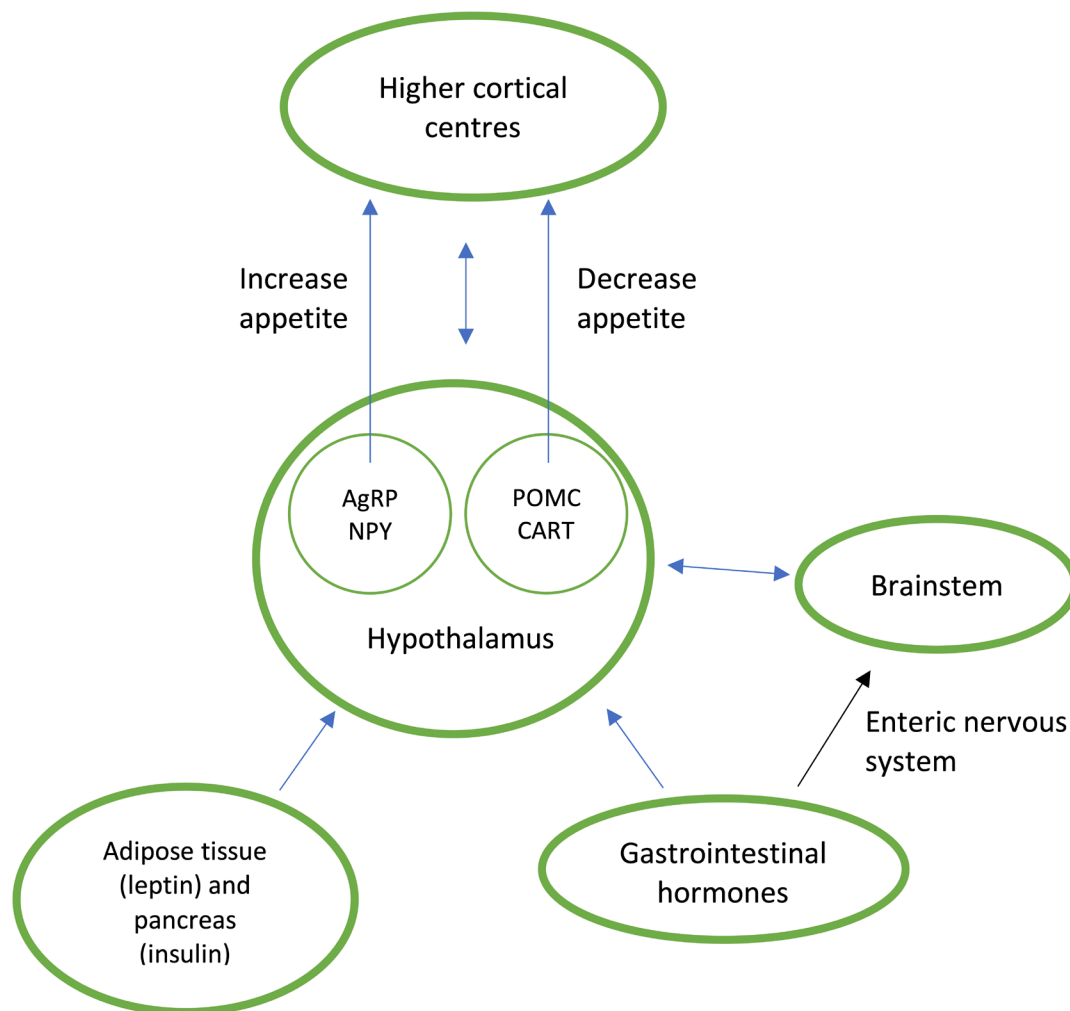 Higher cortical
centres
Increase
appetite
Decrease
appetite
AgRP
NPY
POMC
CART
Hypothalamus
Brainstem
Enteric nervous
system
Adipose tissue
(leptin) and
pancreas
(insulin)
Gastrointestinal
hormones